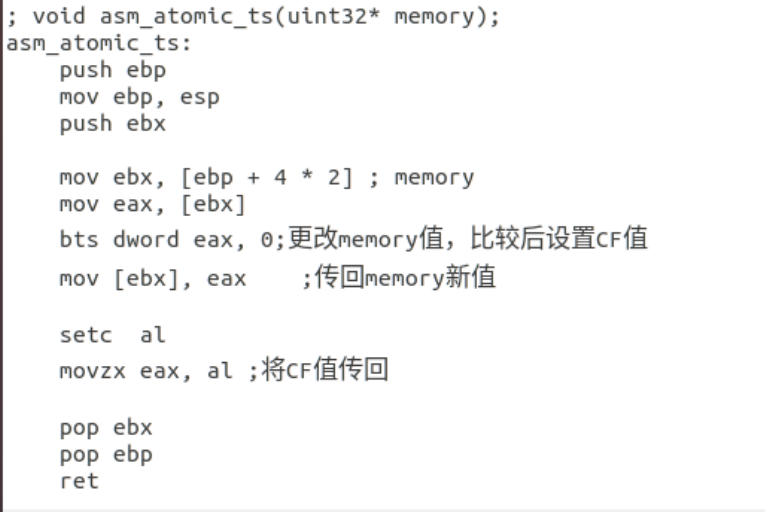 ; void asm_atomic_ts(uint32* memory);
asm_atomic_ts:
    push ebp
    mov ebp, esp
    push ebx

    mov ebx, [ebp + 4 * 2] ; memory
    mov eax, [ebx]
    bts dword eax, 0;更改memory值，比较后设置CF值
    mov [ebx], eax    ;传回memory新值

    setc  al
    movzx eax, al ;将CF值传回

    pop ebx
    pop ebp
    ret